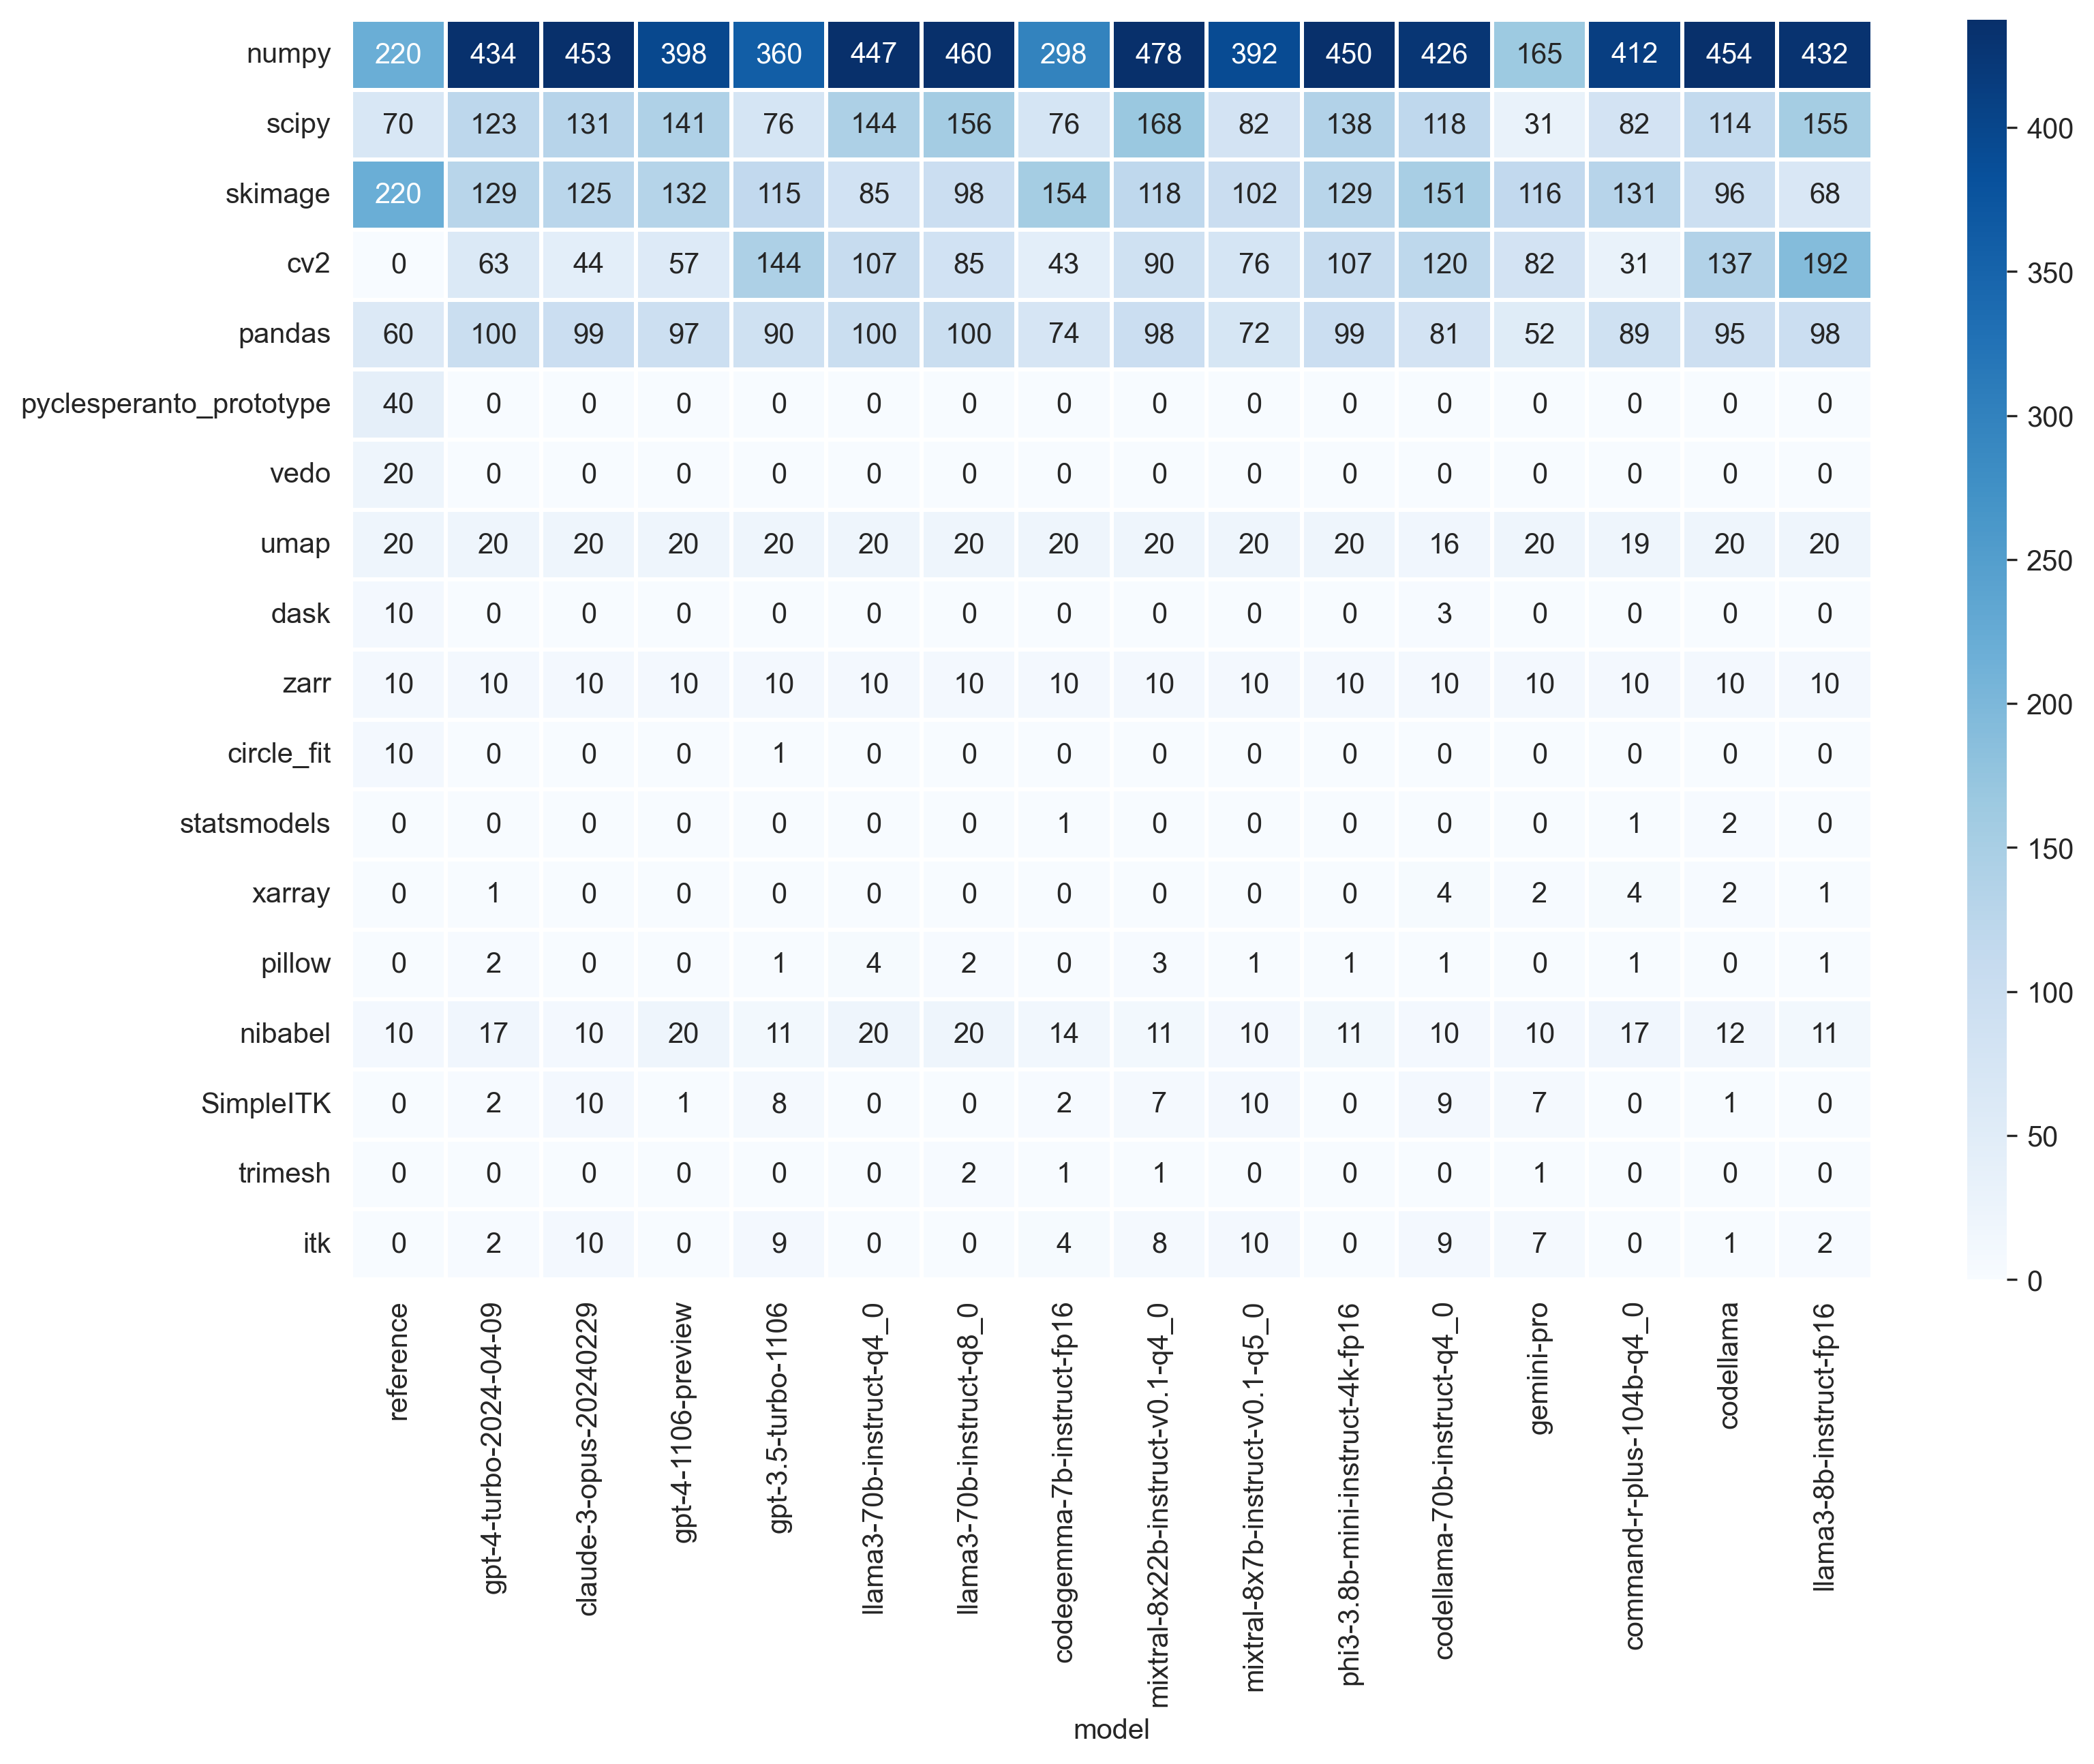 numpy 220 434 453 398 360 447 460 298 478 392 450 426 165 412 454 432
scipy 70 123 131 141 76 144 156 76 168 82 138 118 31 82 114 155
skimage 220 129 125 132 115 85 98 154 118 102 129 151 116 131 96 68
cv2 0 63 44 57 144 107 85 43 90 76 107 120 82 31 137 192
pandas 60 100 99 97 90 100 100 74 98 72 99 81 52 89 95 98
pyclesperanto_prototype 40 0 0 0 0 0 0 0 0 0 0 0 0 0 0 0
vedo 20 0 0 0 0 0 0 0 0 0 0 0 0 0 0 0
umap 20 20 20 20 20 20 20 20 20 20 20 16 20 19 20 20
dask 10 0 0 0 0 0 0 0 0 0 0 3 0 0 0 0
zarr 10 10 10 10 10 10 10 10 10 10 10 10 10 10 10 10
circle_fit 10 0 0 0 1 0 0 0 0 0 0 0 0 0 0 0
statsmodels 0 0 0 0 0 0 0 1 0 0 0 0 0 1 2 0
xarray 0 1 0 0 0 0 0 0 0 0 0 4 2 4 2 1
pillow 0 2 0 0 1 4 2 0 3 1 1 1 0 1 0 1
nibabel 10 17 10 20 11 20 20 14 11 10 11 10 10 17 12 11
SimpleITK 0 2 10 1 8 0 0 2 7 10 0 9 7 0 1 0
trimesh 0 0 0 0 0 0 2 1 1 0 0 0 1 0 0 0
itk 0 2 10 0 9 0 0 4 8 10 0 9 7 0 1 2
reference
gpt-4-turbo-2024-04-09
claude-3-opus-20240229
gpt-4-1106-preview
gpt-3.5-turbo-1106
llama3-70b-instruct-q4_0
llama3-70b-instruct-q8_0
codegemma-7b-instruct-fp16
mixtral-8x22b-instruct-v0.1-q4_0
mixtral-8x7b-instruct-v0.1-q5_0
phi3-3.8b-mini-instruct-4k-fp16
codellama-70b-instruct-q4_0
gemini-pro
command-r-plus-104b-q4_0
codellama
llama3-8b-instruct-fp16
model
400
350
300
250
200
150
100
50
0